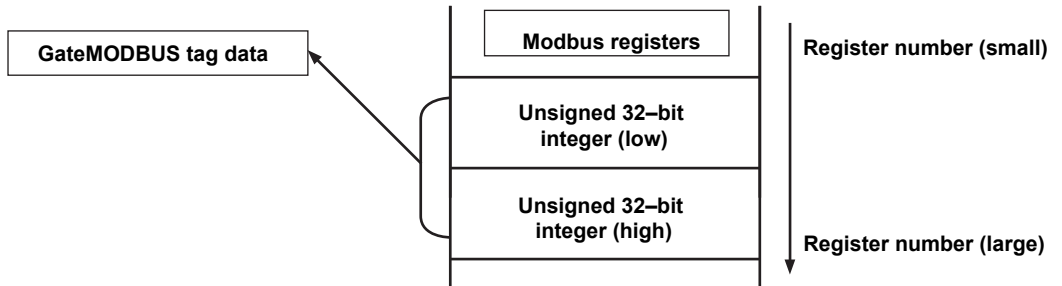 GateMODBUS tag data
Modbus registers
Register number (small)
Unsigned 32–bit
integer (low)
Unsigned 32–bit
integer (high)
Register number (large)